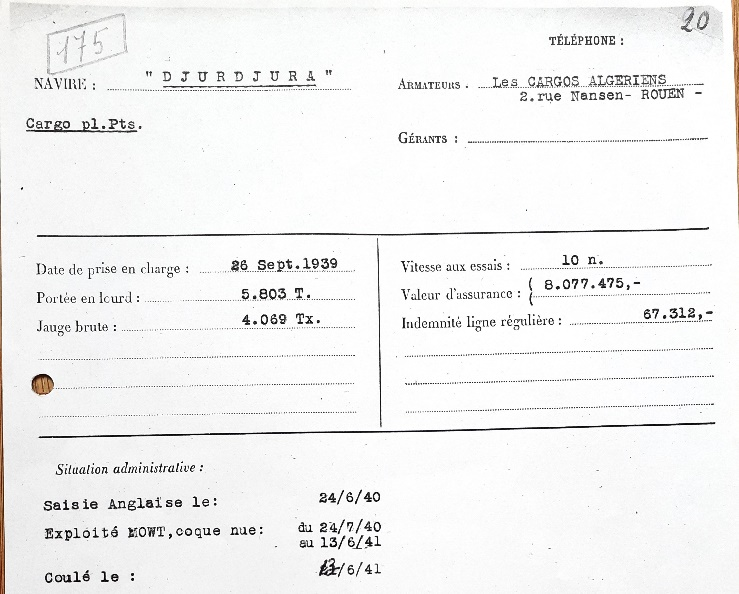 175
20
TÉLÉPHONE :
NAVIRE : " D J U R D J U R A "
ARMATEURS . Les CARGOS ALGERIENS
2.rue Nansen- ROUEN -
Cargo pl.Pts.
GÉRANTS :
Date de prise en charge : 26 Sept.1939
Portée en lourd : 5.803 T.
Jauge brute : 4.069 Tx.
Vitesse aux essais : 10 n.
Valeur d'assurance : ( 8.077.475,-
(
Indemnité ligne régulière : 67.312,-
Situation administrative :
Saisie Anglaise le: 24/6/40
Exploité MOWT,coque nue: du 24/7/40
au 13/6/41
Coulé le : 13/6/41